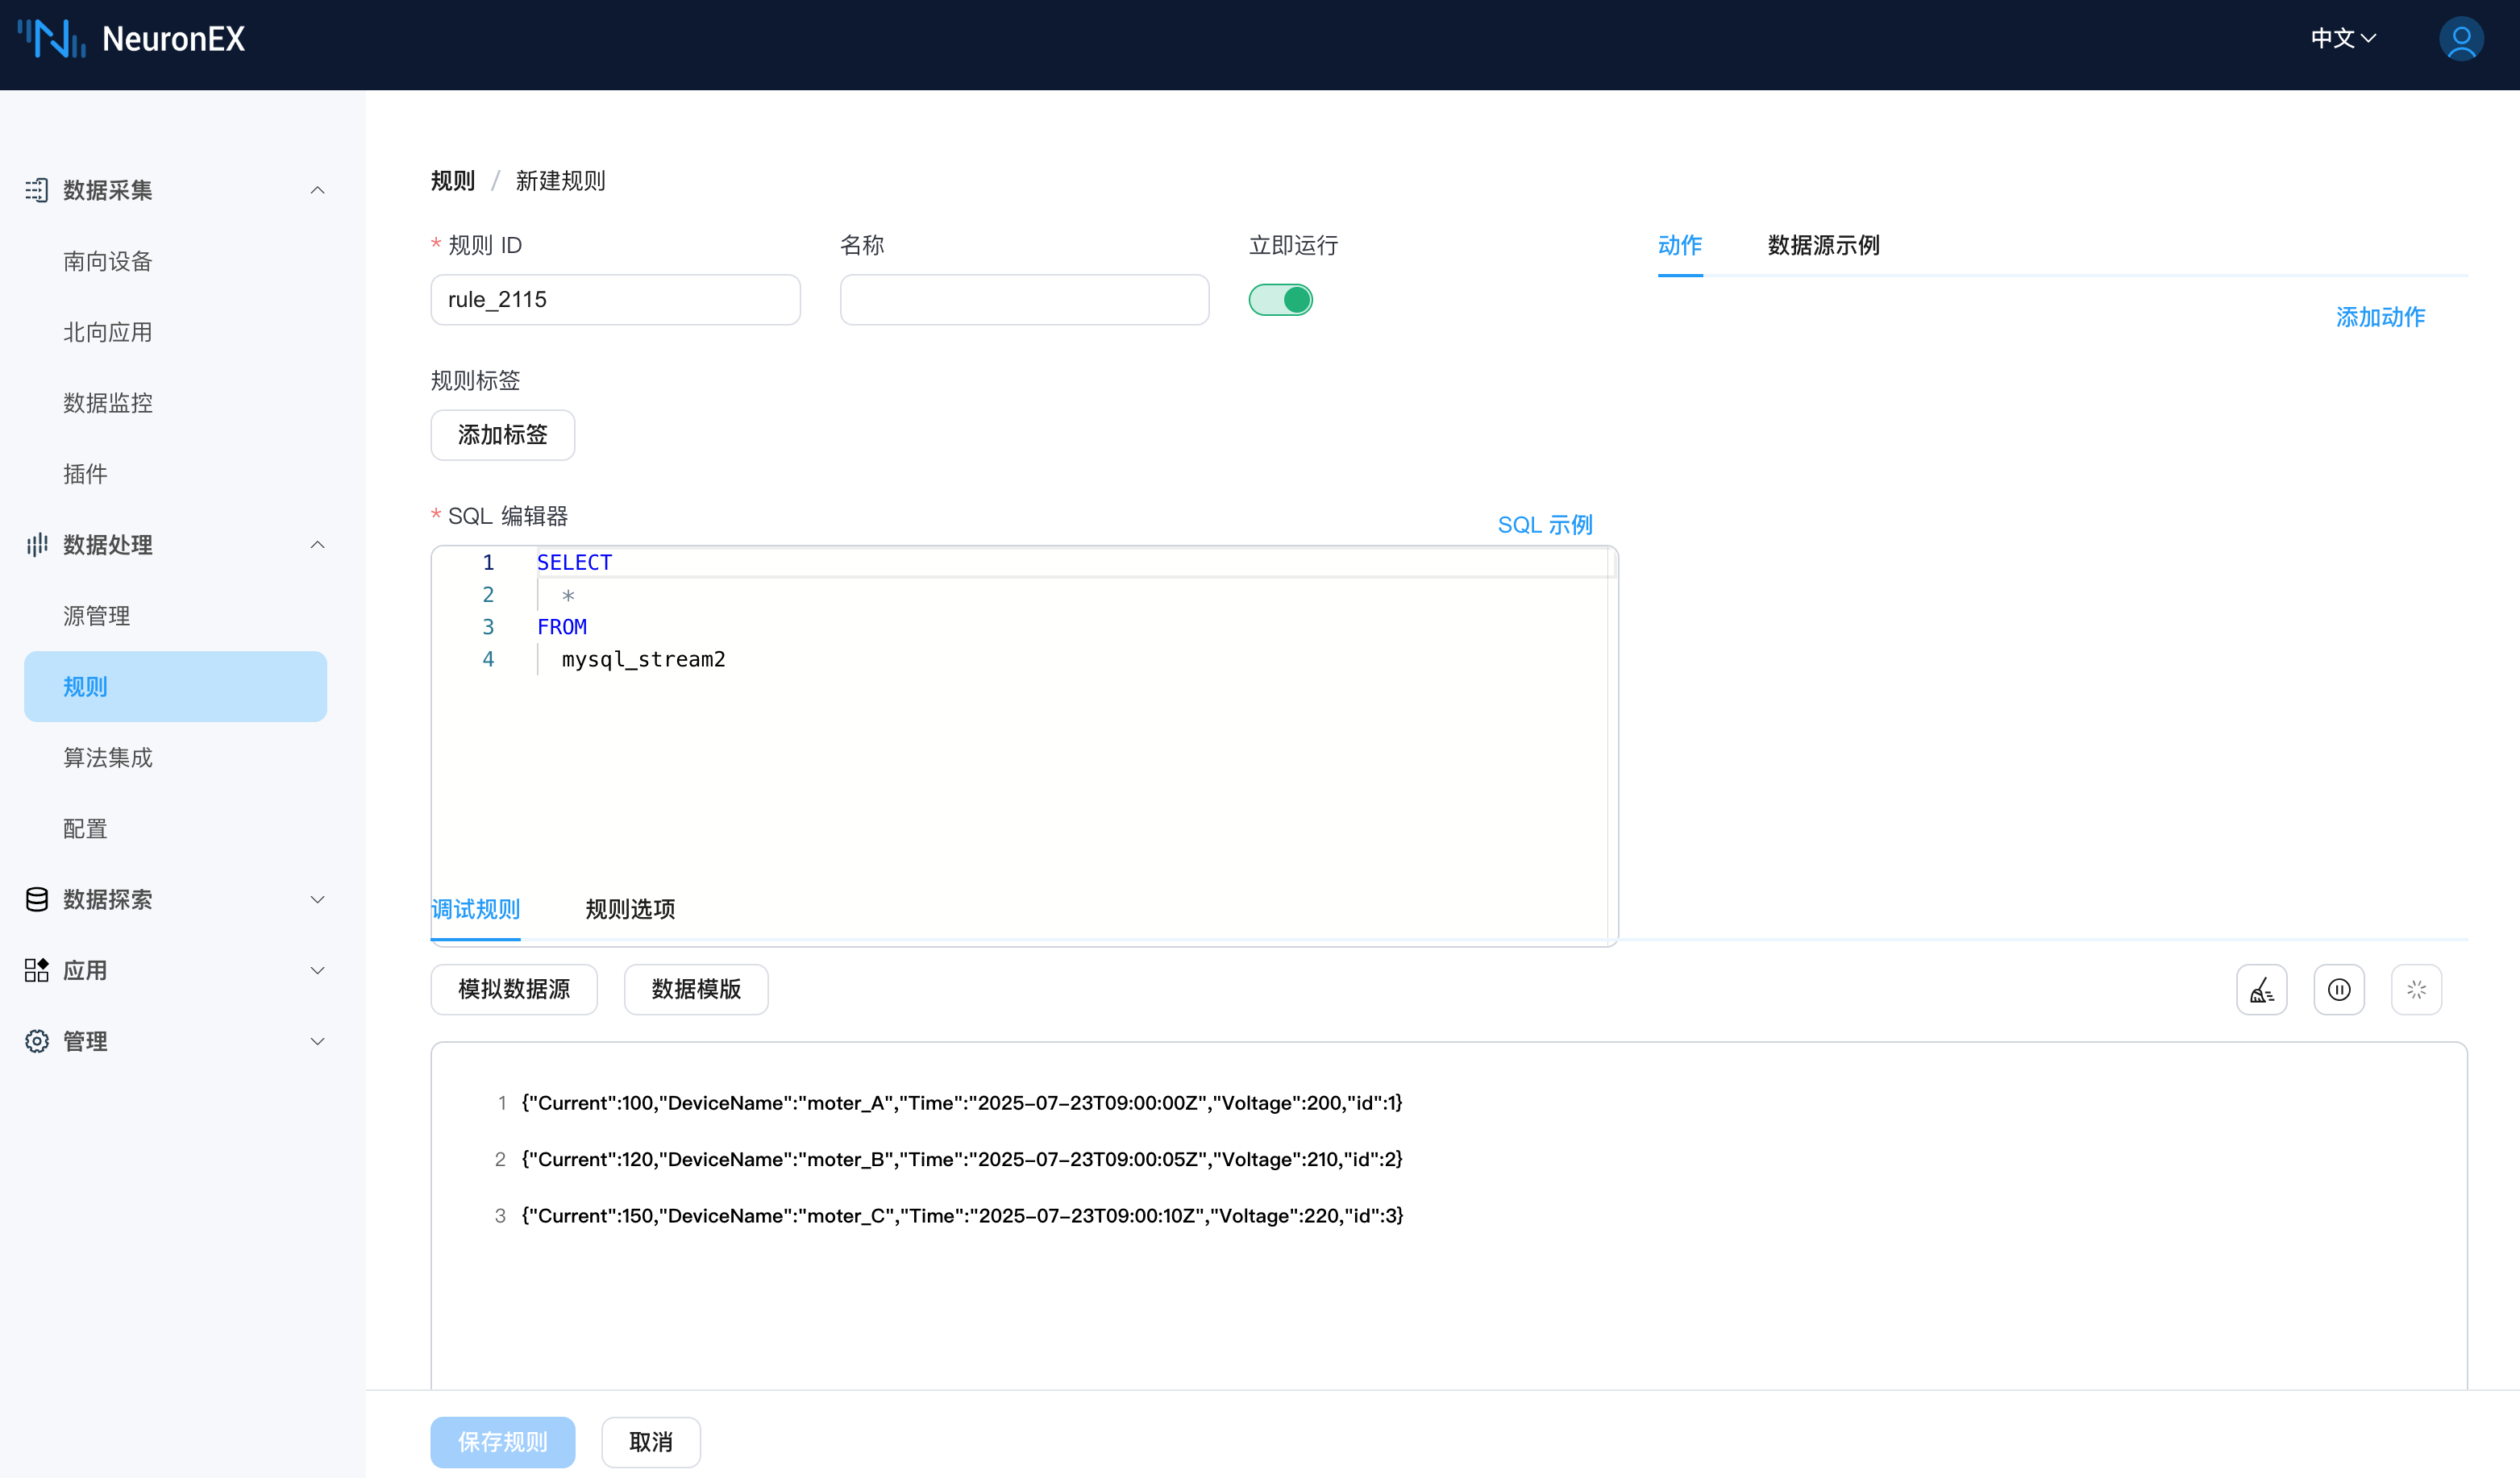 NeuronEX
中文
数据采集
南向设备
北向应用
数据监控
插件
数据处理
源管理
规则
算法集成
配置
数据探索
应用
管理
规则 / 新建规则
* 规则 ID
名称
立即运行
rule_2115
规则标签
添加标签
* SQL 编辑器
SQL 示例
1 SELECT
2 *
3 FROM
4 mysql_stream2
动作
数据源示例
添加动作
调试规则
规则选项
模拟数据源
数据模版
1 {"Current":100,"DeviceName":"moter_A","Time":"2025-07-23T09:00:00Z","Voltage":200,"id":1}
2 {"Current":120,"DeviceName":"moter_B","Time":"2025-07-23T09:00:05Z","Voltage":210,"id":2}
3 {"Current":150,"DeviceName":"moter_C","Time":"2025-07-23T09:00:10Z","Voltage":220,"id":3}
保存规则
取消